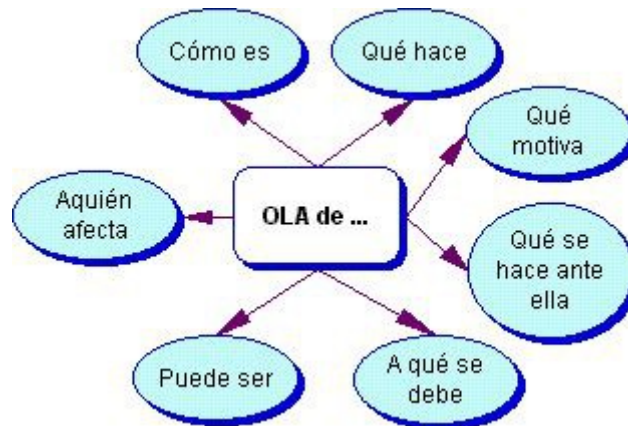 Cómo es
Qué hace
Qué
motiva
Aquién
afecta
OLA de ...
Qué se
hace ante
ella
Puede ser
A qué se
debe